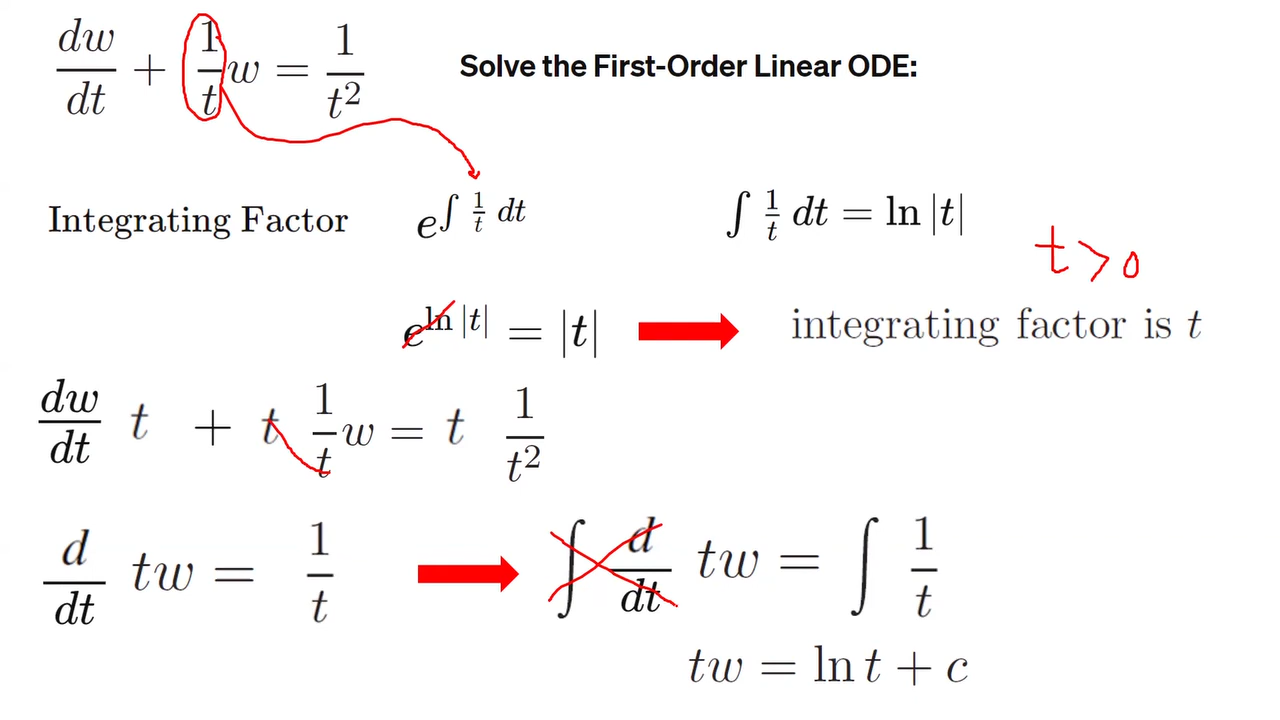 dw/dt + 1/t w = 1/t²
Solve the First-Order Linear ODE:
Integrating Factor e^{∫ 1/t dt} ∫ 1/t dt = ln |t|
t > 0
e^{ln |t|} = |t| integrating factor is t
dw/dt t + t 1/t w = t 1/t²
d/dt tw = 1/t ∫ d/dt tw = ∫ 1/t
tw = ln t + c